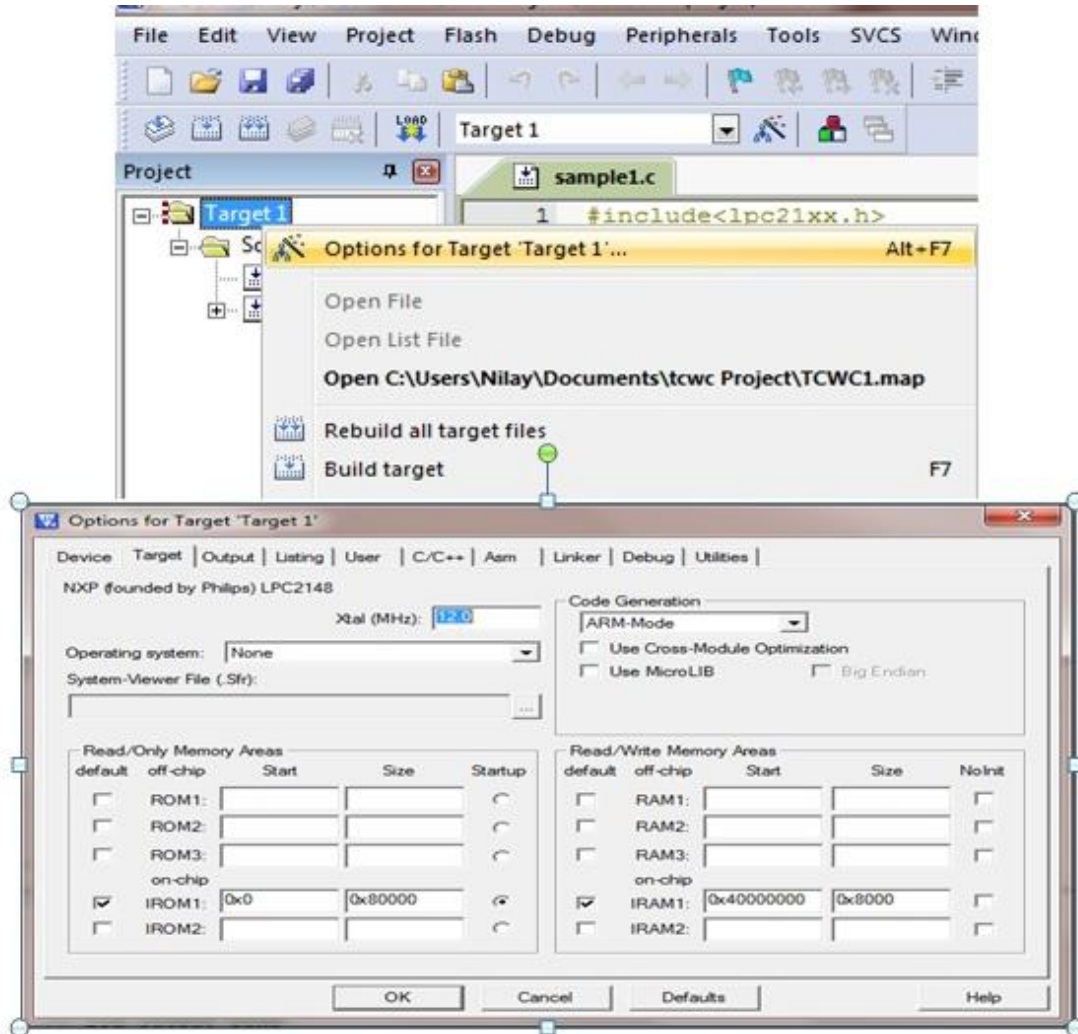 File Edit View Project Flash Debug Peripherals Tools SVCS
LOAD Target 1
Project
sample1.c
Target 1
1 #include<lpc21xx.h>
Options for Target 'Target 1'... Alt+F7
Open File
Open List File
Open C:\Users\Nilay\Documents\tcwc Project\TCWC1.map
Rebuild all target files
Build target F7
Options for Target 'Target 1'
Device Target Output Listing User C/C++ Asm Linker Debug Utilities
NXP (founded by Philips) LPC2148
Xtal (MHz): 12.0
Operating system: None
System-Viewer File (.Sfr):
...
Code Generation
ARM-Mode
Use Cross-Module Optimization
Use MicroLIB Big Endian
Read/Only Memory Areas
default off-chip Start Size Startup
ROM1:
ROM2:
ROM3:
on-chip
IROM1: 0x0 0x80000
IROM2:
Read/Write Memory Areas
default off-chip Start Size NoInit
RAM1:
RAM2:
RAM3:
on-chip
IRAM1: 0x40000000 0x8000
IRAM2:
OK Cancel Defaults Help